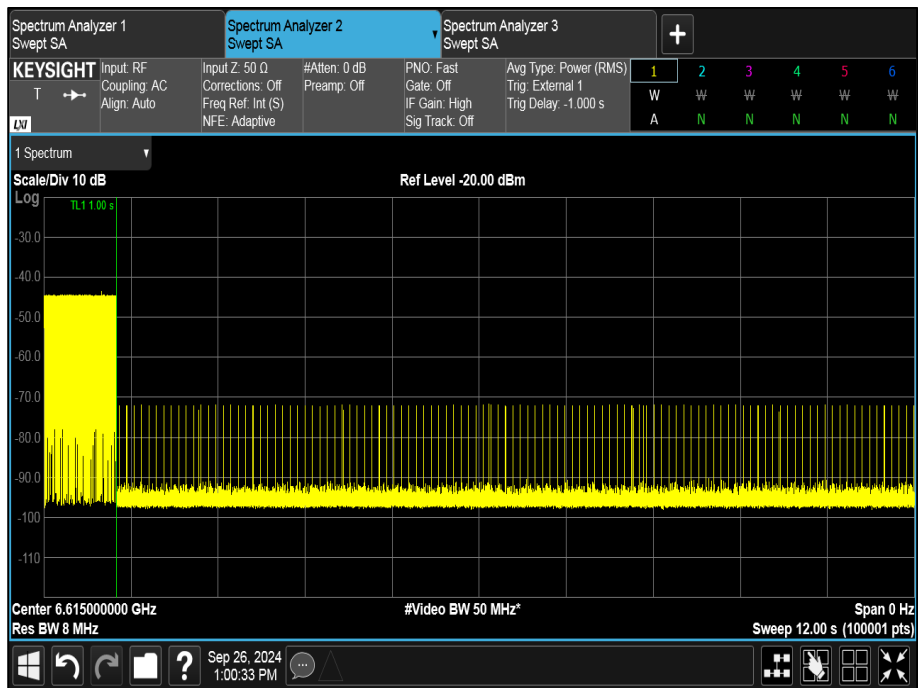 Spectrum Analyzer 1
Swept SA
Spectrum Analyzer 2
Swept SA
Spectrum Analyzer 3
Swept SA
+
KEYSIGHT
T
LXI
Input: RF
Coupling: AC
Align: Auto
Input Z: 50 Ω
Corrections: Off
Freq Ref: Int (S)
NFE: Adaptive
#Atten: 0 dB
Preamp: Off
PNO: Fast
Gate: Off
IF Gain: High
Sig Track: Off
Avg Type: Power (RMS)
Trig: External 1
Trig Delay: -1.000 s
1 2 3 4 5 6
W W W W W W
A N N N N N
1 Spectrum
Scale/Div 10 dB
Ref Level -20.00 dBm
Log
TL1 1.00 s
-30.0
-40.0
-50.0
-60.0
-70.0
-80.0
-90.0
-100
-110
Center 6.615000000 GHz
#Video BW 50 MHz*
Span 0 Hz
Res BW 8 MHz
Sweep 12.00 s (100001 pts)
?
Sep 26, 2024
1:00:33 PM